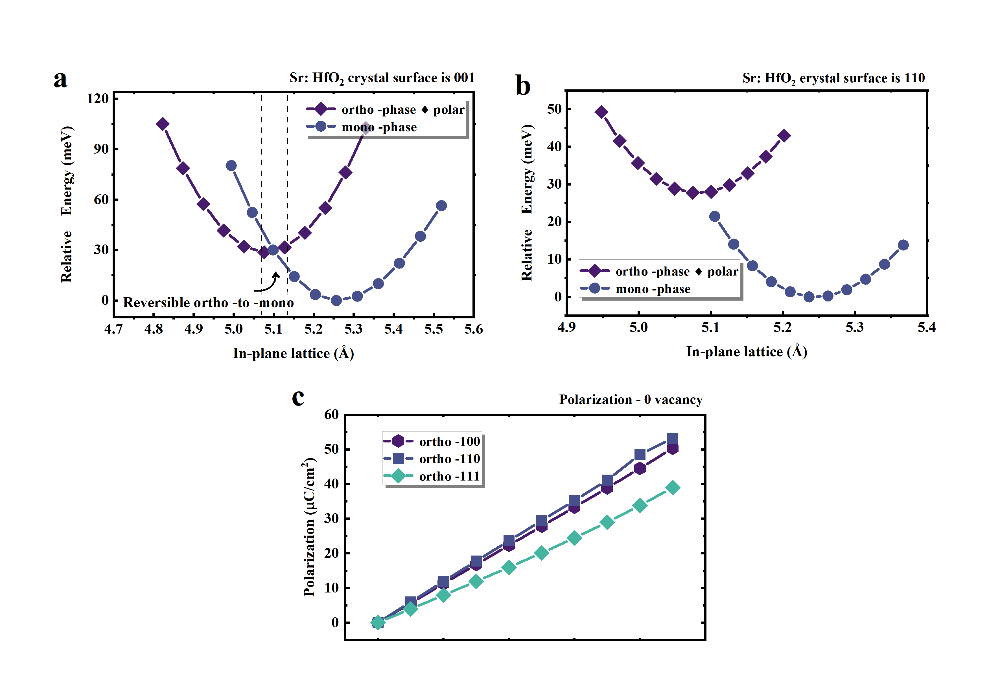 a
Sr: HfO2 crystal surface is 001
120
90
60
30
0
Relative Energy (meV)
ortho -phase ♦ polar
mono -phase
Reversible ortho -to -mono
4.7 4.8 4.9 5.0 5.1 5.2 5.3 5.4 5.5 5.6
In-plane lattice (Å)
b
Sr: HfO2 erystal surface is 110
50
40
30
20
10
0
Relative Energy (meV)
ortho -phase ♦ polar
mono -phase
4.9 5.0 5.1 5.2 5.3 5.4
In-plane lattice (Å)
c
Polarization - 0 vacancy
60
50
40
30
20
10
0
Polarization (μC/cm2)
ortho -100
ortho -110
ortho -111